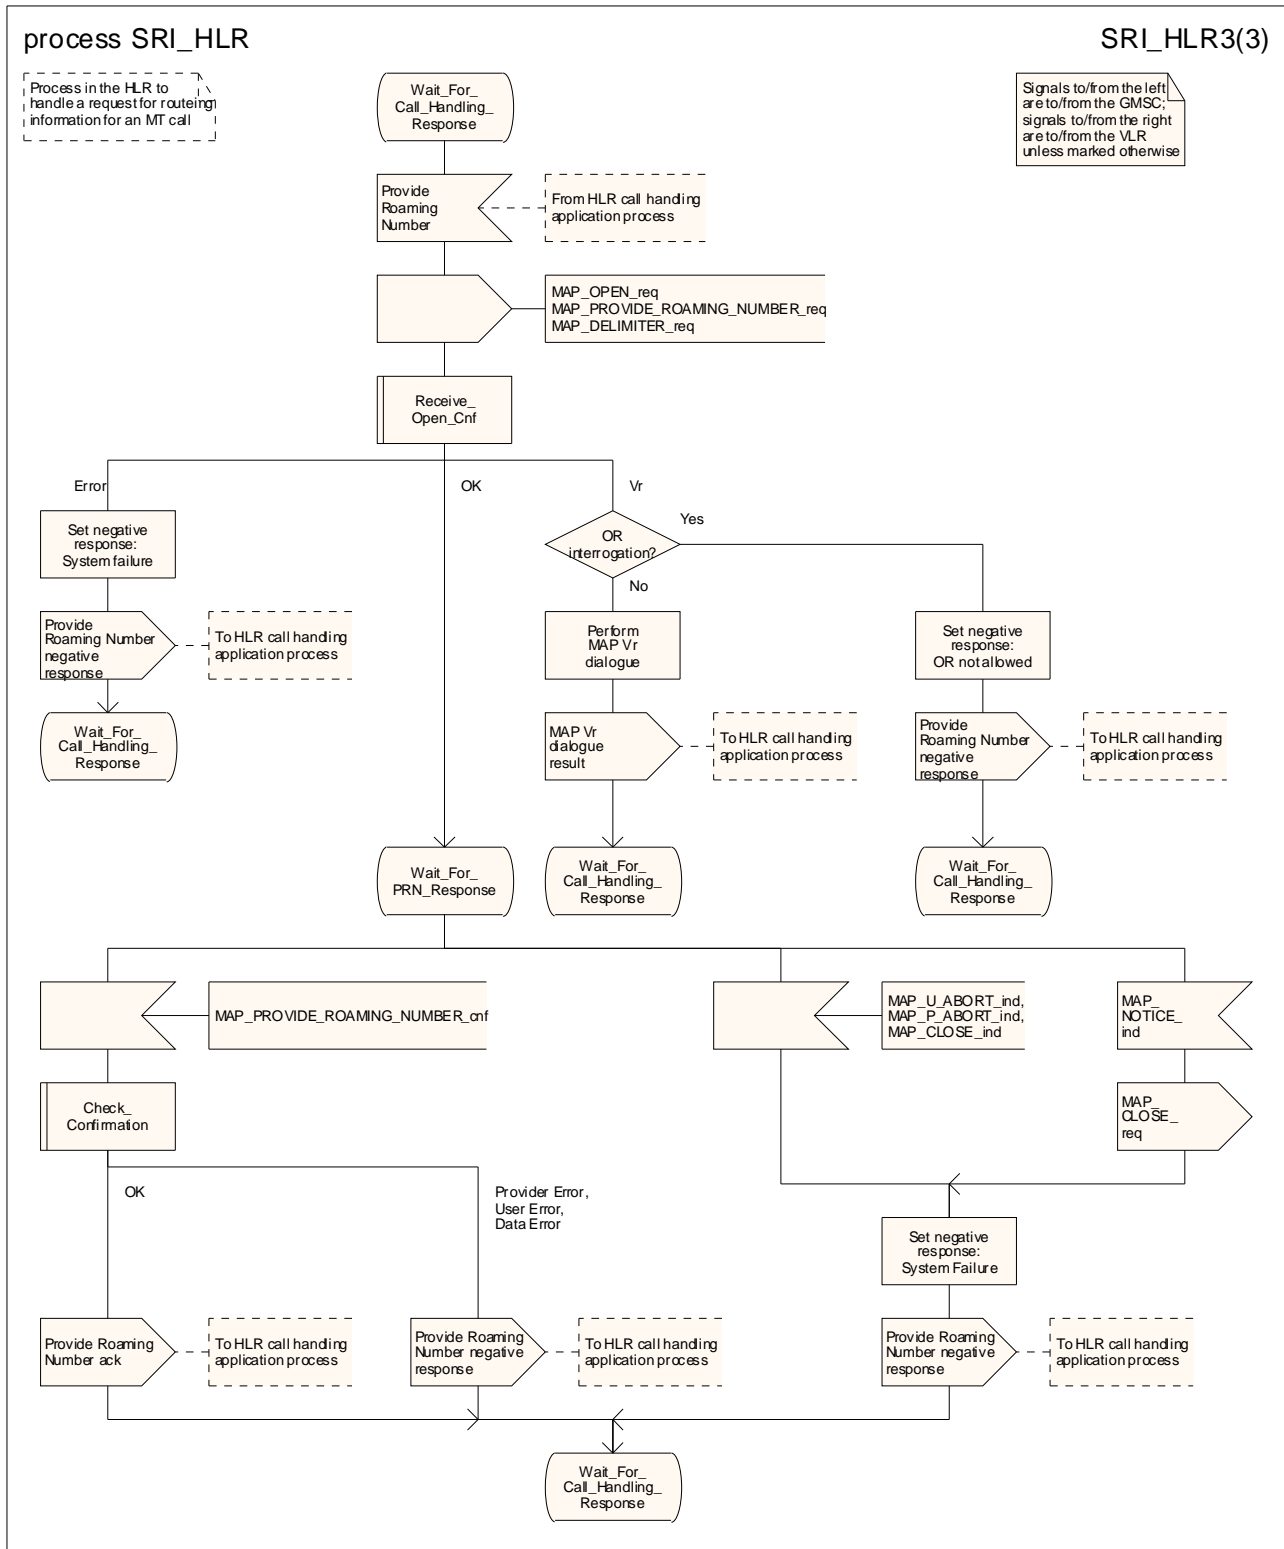 process SRI_HLR
SRI_HLR3(3)
Process in the HLR to
handle a request for routeing
information for an MT call
Wait_For_
Call_Handling_
Response
Signals to/from the left
are to/from the GMSC;
signals to/from the right
are to/from the VLR
unless marked otherwise
Provide
Roaming
Number
From HLR call handling
application process
MAP_OPEN_req
MAP_PROVIDE_ROAMING_NUMBER_req
MAP_DELIMITER_req
Receive_
Open_Cnf
Error
OK
Vr
Set negative
response:
System failure
OR
interrogation?
Yes
No
Provide
Roaming Number
negative
response
To HLR call handling
application process
Perform
MAP Vr
dialogue
Set negative
response:
OR not allowed
Wait_For_
Call_Handling_
Response
MAP Vr
dialogue
result
To HLR call handling
application process
Provide
Roaming Number
negative
response
To HLR call handling
application process
Wait_For_
PRN_Response
Wait_For_
Call_Handling_
Response
Wait_For_
Call_Handling_
Response
MAP_PROVIDE_ROAMING_NUMBER_cnf
MAP_U_ABORT_ind,
MAP_P_ABORT_ind,
MAP_CLOSE_ind
MAP_
NOTICE_
ind
Check_
Confirmation
MAP_
CLOSE_
req
OK
Provider Error,
User Error,
Data Error
Set negative
response:
System Failure
Provide Roaming
Number ack
To HLR call handling
application process
Provide Roaming
Number negative
response
To HLR call handling
application process
Provide Roaming
Number negative
response
To HLR call handling
application process
Wait_For_
Call_Handling_
Response